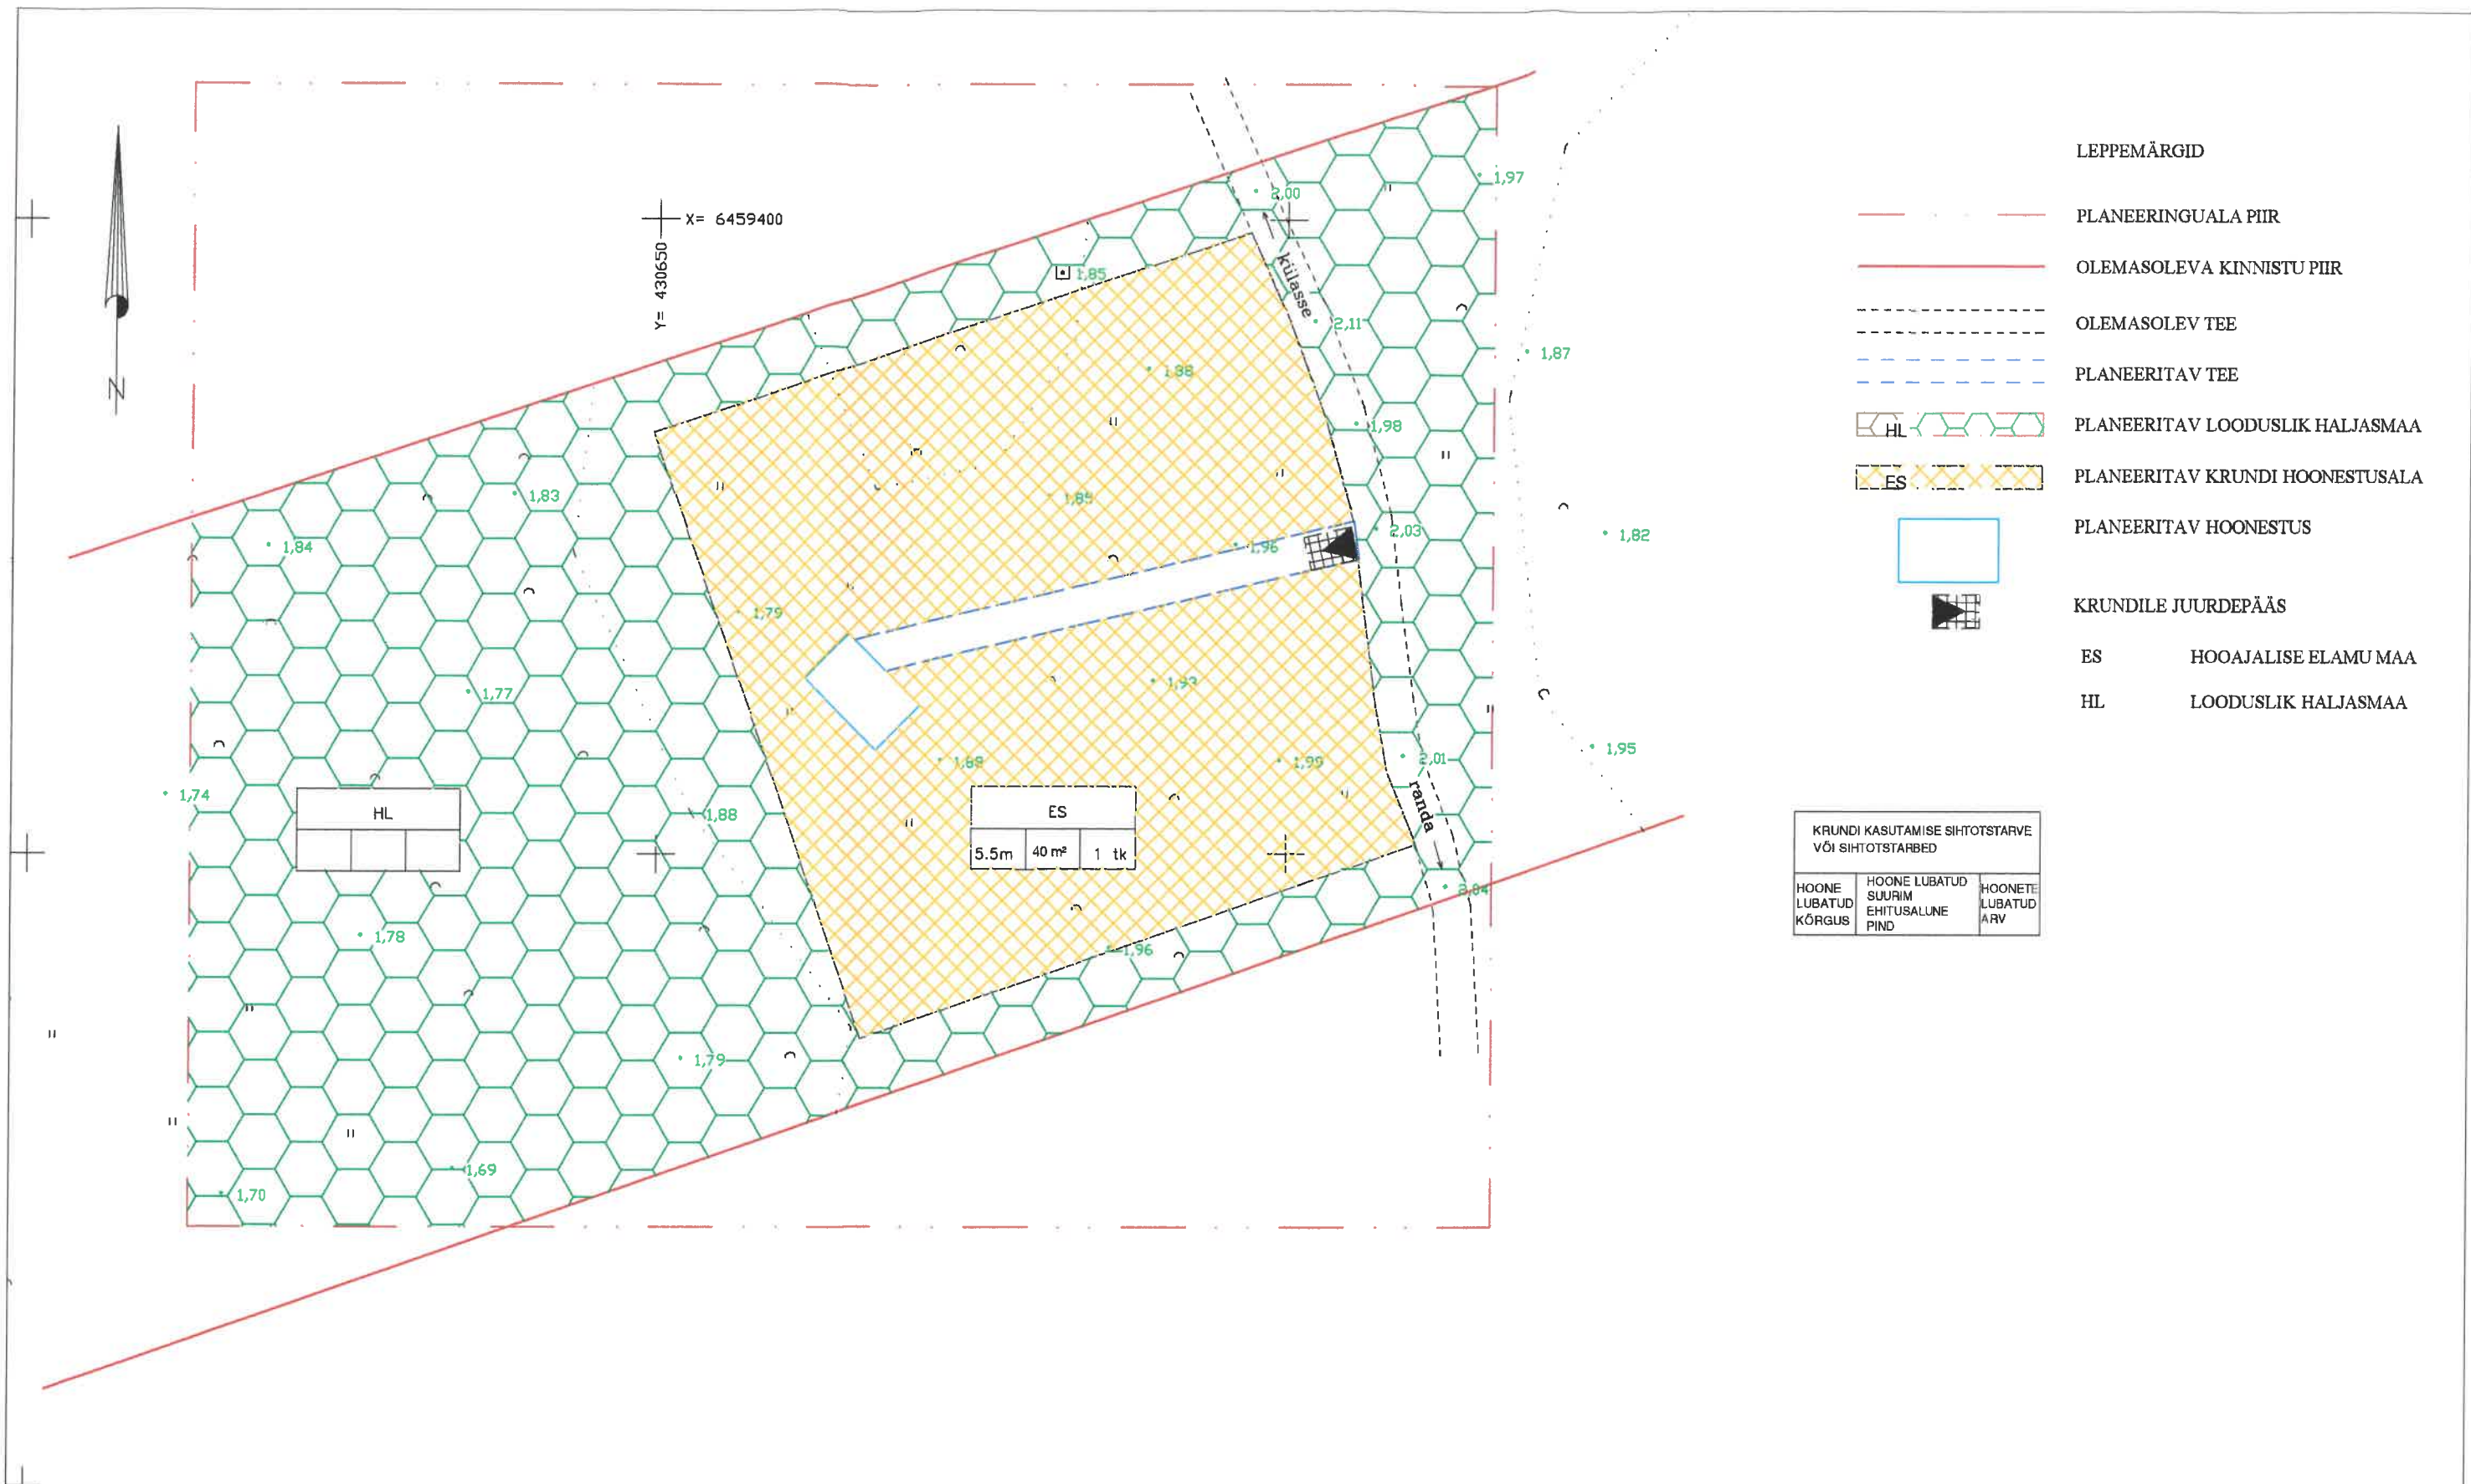 X= 6459400
Y= 430650
N
2,00
1,97
1,85
külasse
2,11
1,87
1,98
1,83
1,84
2,03
1,82
1,96
1,79
1,77
1,93
1,99
2,01
1,95
1,74
1,88
randa
HL
ES
5.5m 40 m² 1 tk
1,78
1,96
1,79
1,69
1,70
LEPPEMÄRGID
PLANEERINGUALA PIIR
OLEMASOLEVA KINNISTU PIIR
OLEMASOLEV TEE
PLANEERITAV TEE
HL PLANEERITAV LOODUSLIK HALJASMAA
ES PLANEERITAV KRUNDI HOONESTUSALA
PLANEERITAV HOONESTUS
KRUNDILE JUURDEPÄÄS
ES HOOAJALISE ELAMU MAA
HL LOODUSLIK HALJASMAA
KRUNDI KASUTAMISE SIHTOTSTARVE
VÕI SIHTOTSTARBED
HOONE
LUBATUD
KÕRGUS
HOONE LUBATUD
SUURIM
EHITUSALUNE
PIND
HOONETE
LUBATUD
ARV